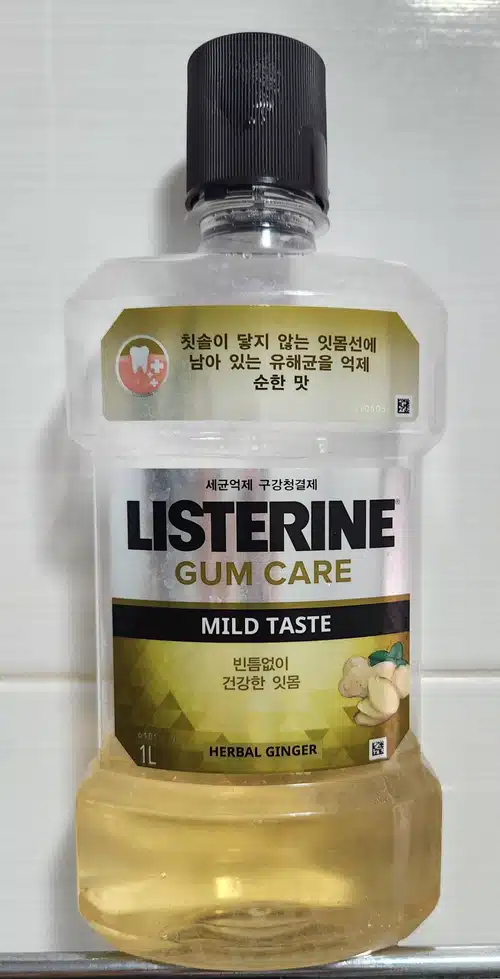 칫솔이 닿지 않는 잇몸선에
남아 있는 유해균을 억제
순한 맛
세균억제 구강청결제
LISTERINE®
GUM CARE
MILD TASTE
빈틈없이
건강한 잇몸
1L
HERBAL GINGER